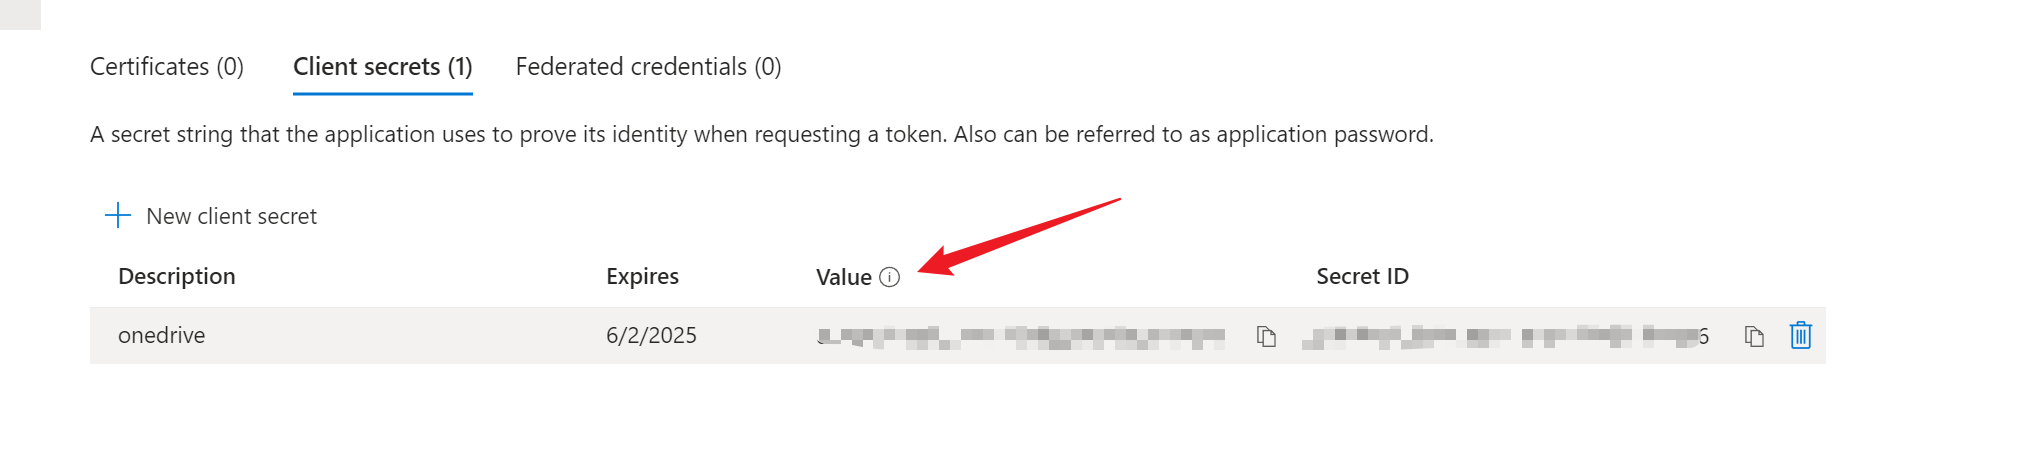 Certificates (0) Client secrets (1) Federated credentials (0)
A secret string that the application uses to prove its identity when requesting a token. Also can be referred to as application password.
New client secret
Description Expires Value Secret ID
onedrive 6/2/2025 6